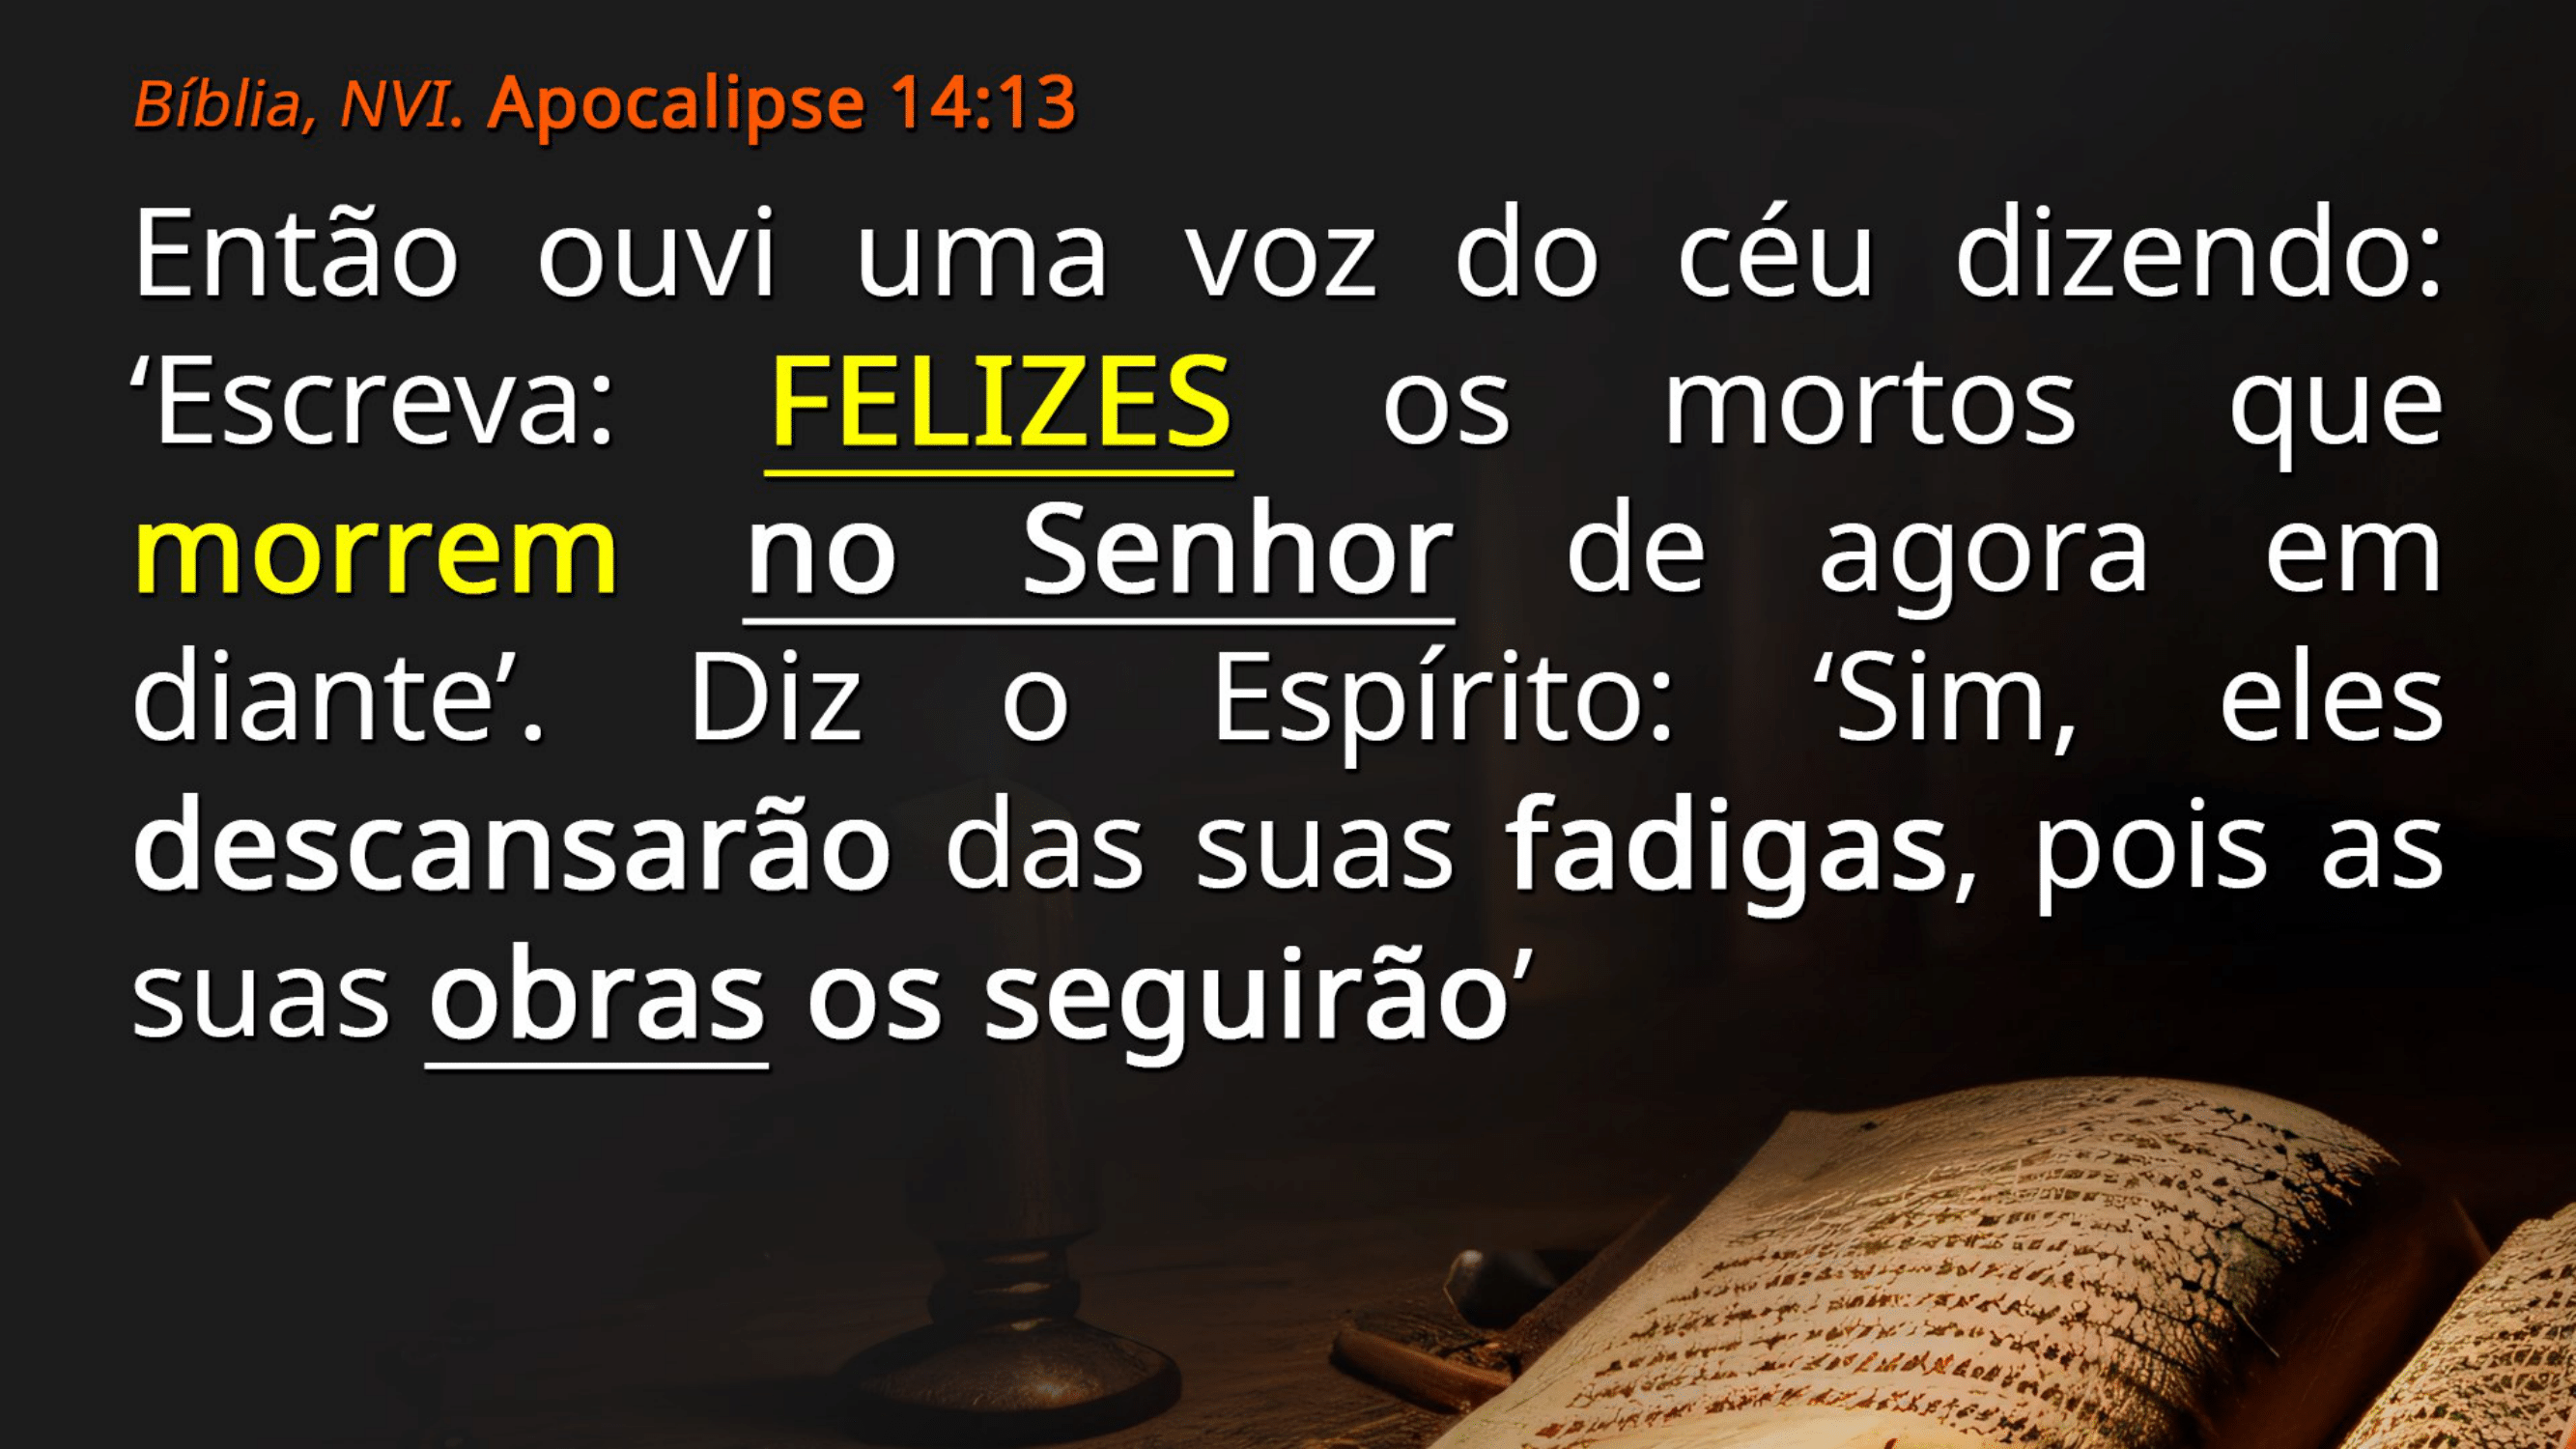 Bíblia, NVI. Apocalipse 14:13
Então ouvi uma voz do céu dizendo:
‘Escreva: FELIZES os mortos que
morrem no Senhor de agora em
diante’. Diz o Espírito: ‘Sim, eles
descansarão das suas fadigas, pois as
suas obras os seguirão’